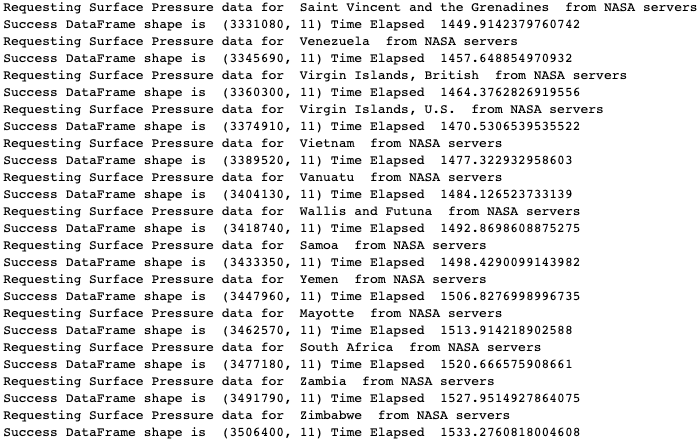 Requesting Surface Pressure data for  Saint Vincent and the Grenadines  from NASA servers
Success DataFrame shape is  (3331080, 11) Time Elapsed  1449.9142379760742
Requesting Surface Pressure data for  Venezuela  from NASA servers
Success DataFrame shape is  (3345690, 11) Time Elapsed  1457.648854970932
Requesting Surface Pressure data for  Virgin Islands, British  from NASA servers
Success DataFrame shape is  (3360300, 11) Time Elapsed  1464.3762826919556
Requesting Surface Pressure data for  Virgin Islands, U.S.  from NASA servers
Success DataFrame shape is  (3374910, 11) Time Elapsed  1470.5306539535522
Requesting Surface Pressure data for  Vietnam  from NASA servers
Success DataFrame shape is  (3389520, 11) Time Elapsed  1477.322932958603
Requesting Surface Pressure data for  Vanuatu  from NASA servers
Success DataFrame shape is  (3404130, 11) Time Elapsed  1484.126523733139
Requesting Surface Pressure data for  Wallis and Futuna  from NASA servers
Success DataFrame shape is  (3418740, 11) Time Elapsed  1492.8698608875275
Requesting Surface Pressure data for  Samoa  from NASA servers
Success DataFrame shape is  (3433350, 11) Time Elapsed  1498.4290099143982
Requesting Surface Pressure data for  Yemen  from NASA servers
Success DataFrame shape is  (3447960, 11) Time Elapsed  1506.8276998996735
Requesting Surface Pressure data for  Mayotte  from NASA servers
Success DataFrame shape is  (3462570, 11) Time Elapsed  1513.914218902588
Requesting Surface Pressure data for  South Africa  from NASA servers
Success DataFrame shape is  (3477180, 11) Time Elapsed  1520.666575908661
Requesting Surface Pressure data for  Zambia  from NASA servers
Success DataFrame shape is  (3491790, 11) Time Elapsed  1527.9514927864075
Requesting Surface Pressure data for  Zimbabwe  from NASA servers
Success DataFrame shape is  (3506400, 11) Time Elapsed  1533.2760818004608